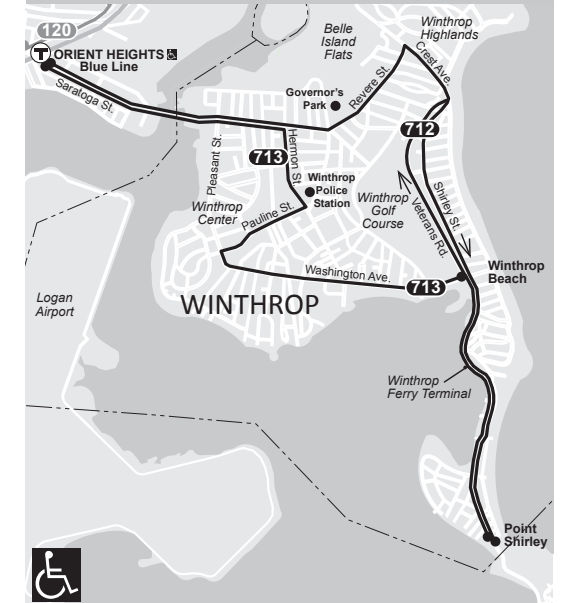 120
T
ORIENT HEIGHTS
Blue Line
Saratoga St.
Belle
Island
Flats
Winthrop
Highlands
Crest Ave.
Governor's
Park
Revere St.
712
713
Hermon St.
Pleasant St.
Winthrop
Police
Station
Winthrop
Center
Pauline St.
Winthrop
Golf
Course
Veterans Rd.
Shirley St.
Washington Ave.
713
Winthrop
Beach
Logan
Airport
WINTHROP
Winthrop
Ferry Terminal
Point
Shirley